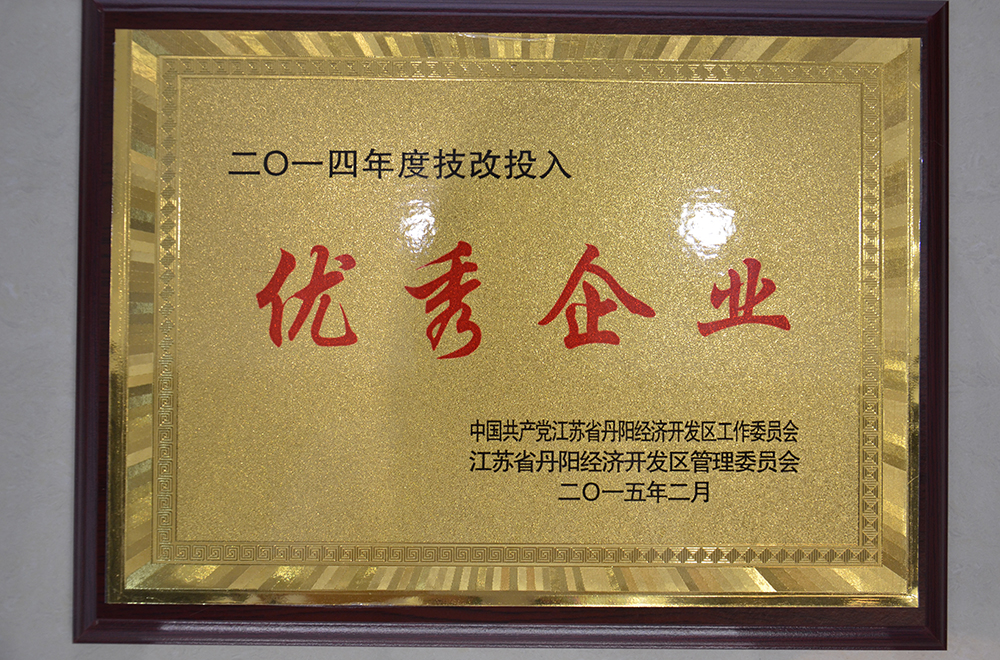 二〇一四年度技改投入
优秀企业
中国共产党江苏省丹阳经济开发区工作委员会
江苏省丹阳经济开发区管理委员会
二〇一五年二月